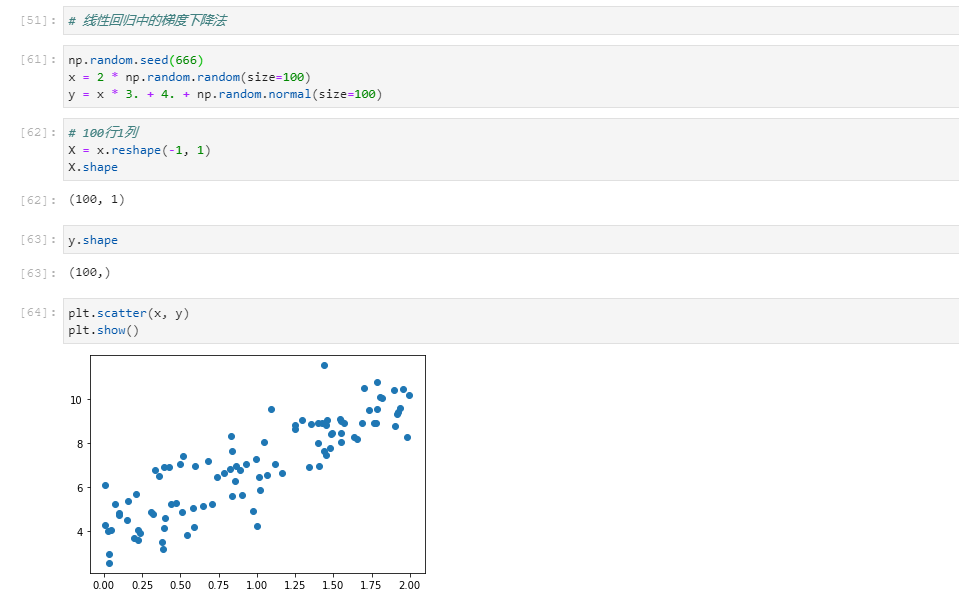 [51]: # 线性回归中的梯度下降法
[61]: np.random.seed(666)
x = 2 * np.random.random(size=100)
y = x * 3. + 4. + np.random.normal(size=100)
[62]: # 100行1列
X = x.reshape(-1, 1)
X.shape
[62]: (100, 1)
[63]: y.shape
[63]: (100,)
[64]: plt.scatter(x, y)
plt.show()
10
8
6
4
0.00 0.25 0.50 0.75 1.00 1.25 1.50 1.75 2.00